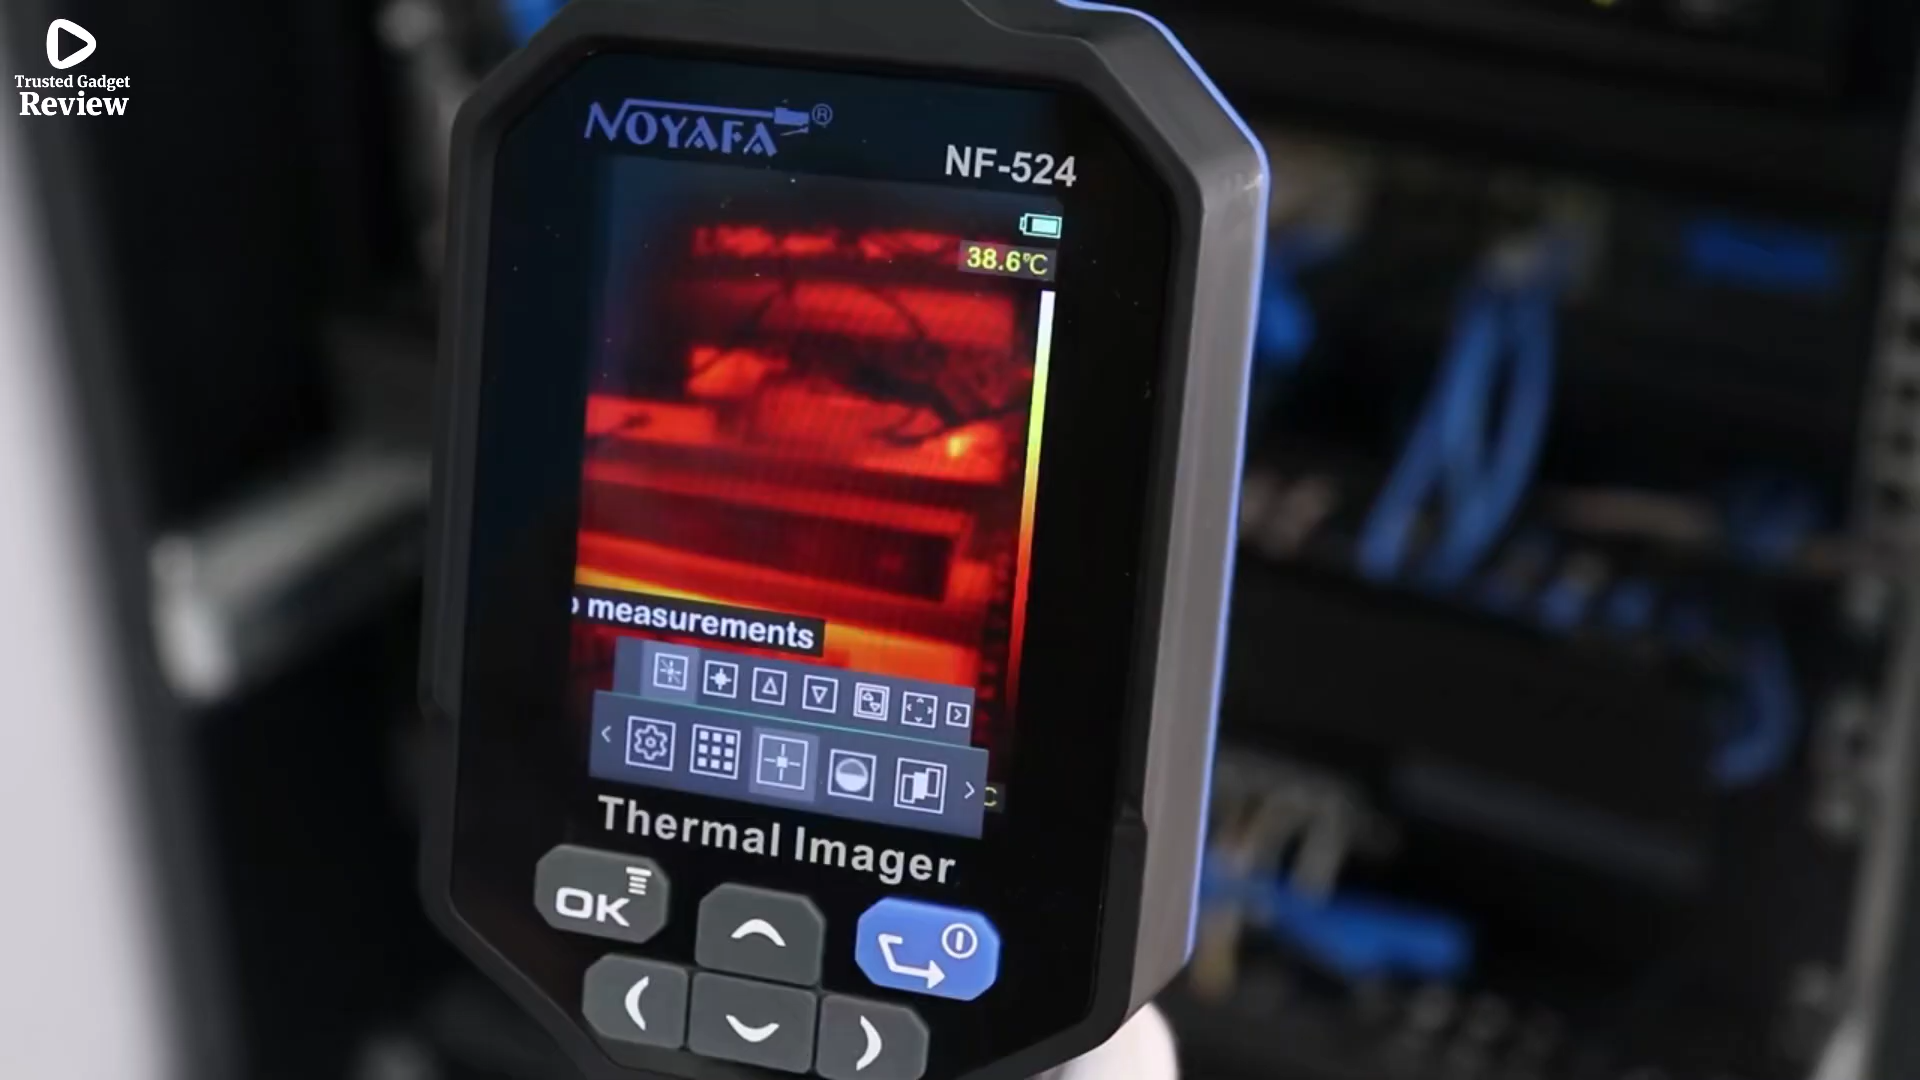 Trusted Gadget
Review
NOYAFA®
NF-524
38.6°C
measurements
C
Thermal Imager
OK